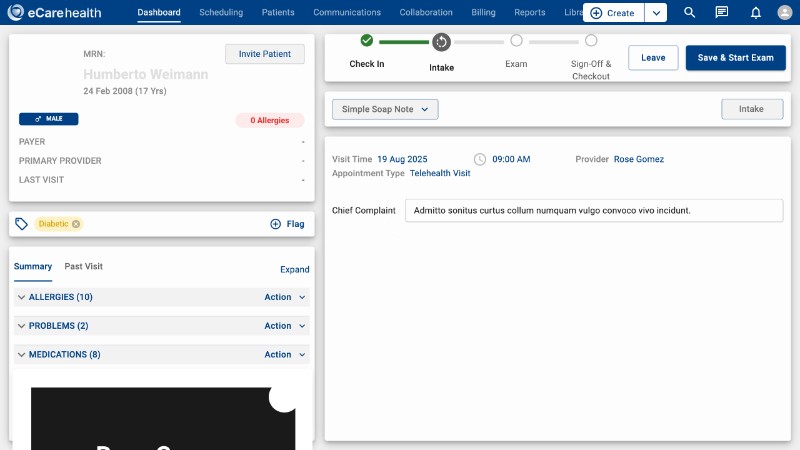 eCarehealth
Dashboard Scheduling Patients Communications Collaboration Billing Reports
Create
MRN:
Invite Patient
Humberto Weimann
24 Feb 2008 (17 Yrs)
MALE
0 Allergies
PAYER -
PRIMARY PROVIDER -
LAST VISIT -
Diabetic
Flag
Summary Past Visit Expand
ALLERGIES (10) Action
PROBLEMS (2) Action
MEDICATIONS (8) Action
Check In Intake Exam Sign-Off &
Checkout
Leave Save & Start Exam
Simple Soap Note Intake
Visit Time 19 Aug 2025 09:00 AM Provider Rose Gomez
Appointment Type Telehealth Visit
Chief Complaint Admitto sonitus curtus collum numquam vulgo convoco vivo incidunt.